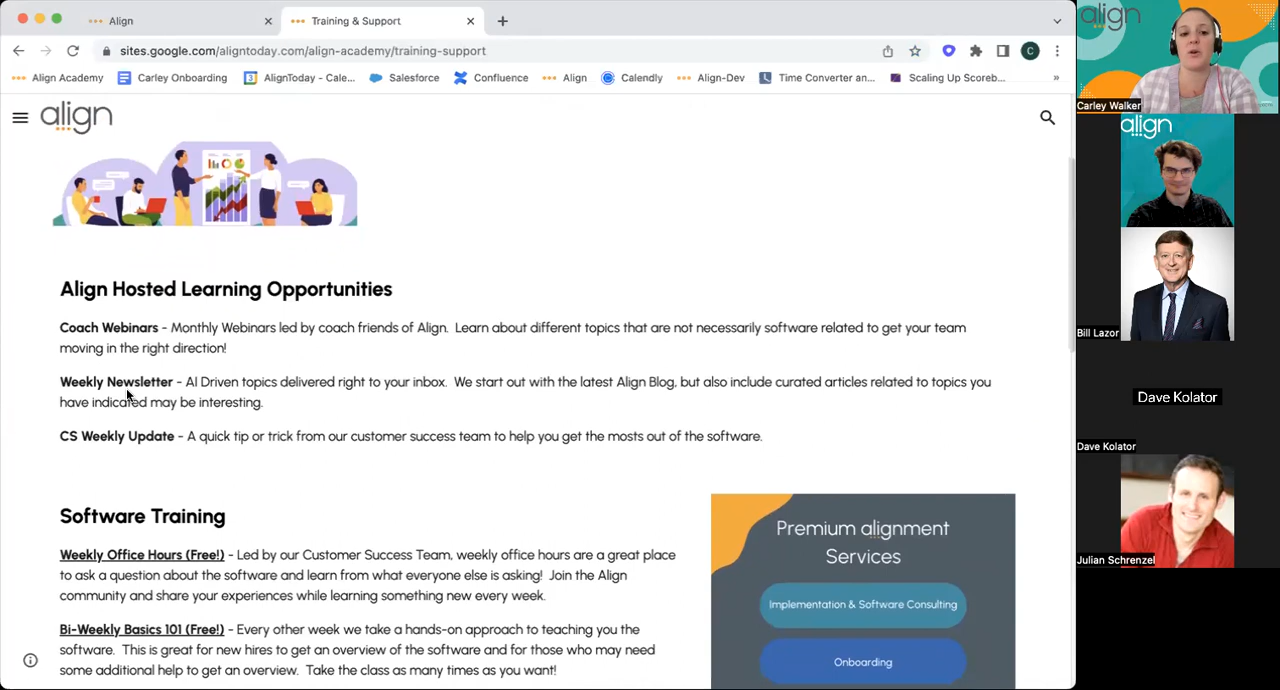 Align
Training & Support
sites.google.com/aligntoday.com/align-academy/training-support
C
Align Academy
Carley Onboarding
AlignToday - Cale...
Salesforce
Confluence
Align
Calendly
Align-Dev
Time Converter an...
Scaling Up Scoreb...
»
align
Align Hosted Learning Opportunities
Coach Webinars - Monthly Webinars led by coach friends of Align. Learn about different topics that are not necessarily software related to get your team
moving in the right direction!
Weekly Newsletter - AI Driven topics delivered right to your inbox. We start out with the latest Align Blog, but also include curated articles related to topics you
have indicated may be interesting.
CS Weekly Update - A quick tip or trick from our customer success team to help you get the mosts out of the software.
Software Training
Weekly Office Hours (Free!) - Led by our Customer Success Team, weekly office hours are a great place
to ask a question about the software and learn from what everyone else is asking! Join the Align
community and share your experiences while learning something new every week.
Bi-Weekly Basics 101 (Free!) - Every other week we take a hands-on approach to teaching you the
software. This is great for new hires to get an overview of the software and for those who may need
some additional help to get an overview. Take the class as many times as you want!
Premium alignment
Services
Implementation & Software Consulting
Onboarding
align
Carley Walker
align
Bill Lazor
Dave Kolator
Dave Kolator
Julian Schrenzel